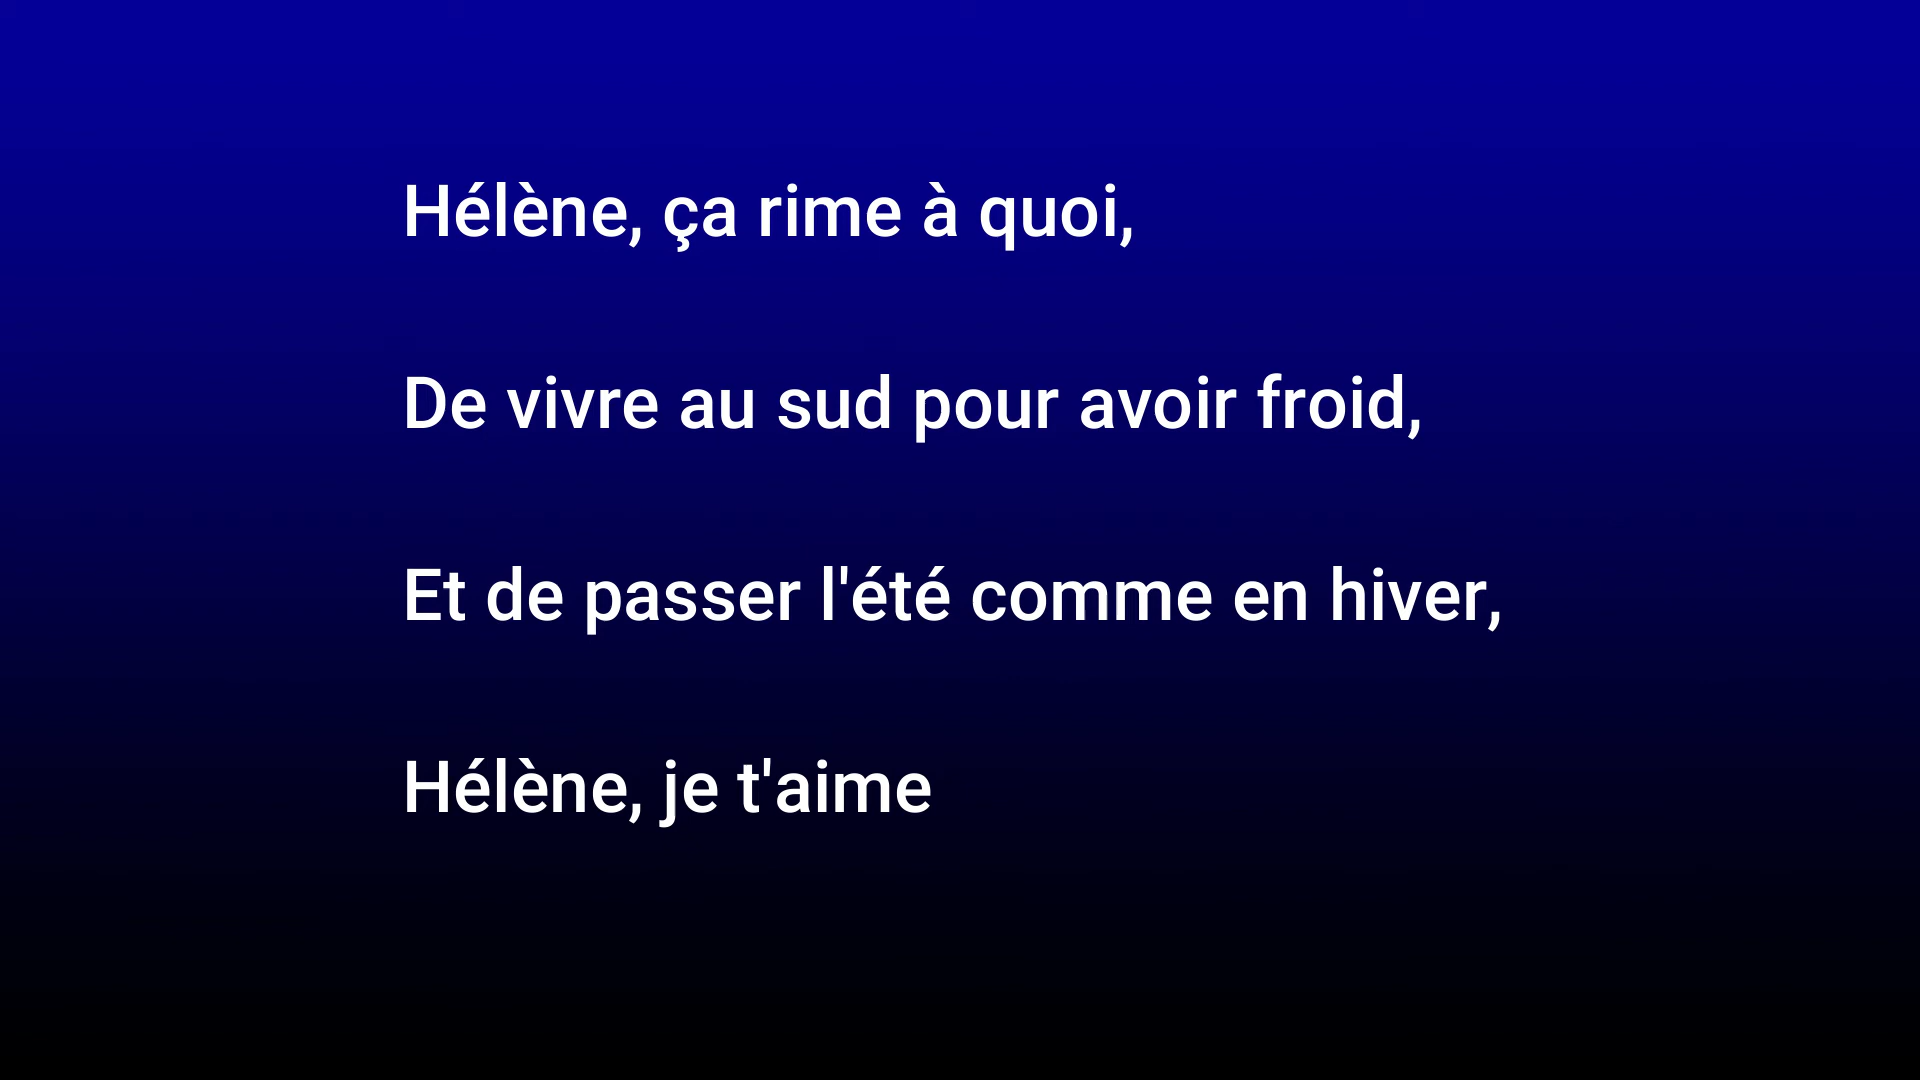 Hélène, ça rime à quoi,
De vivre au sud pour avoir froid,
Et de passer l'été comme en hiver,
Hélène, je t'aime